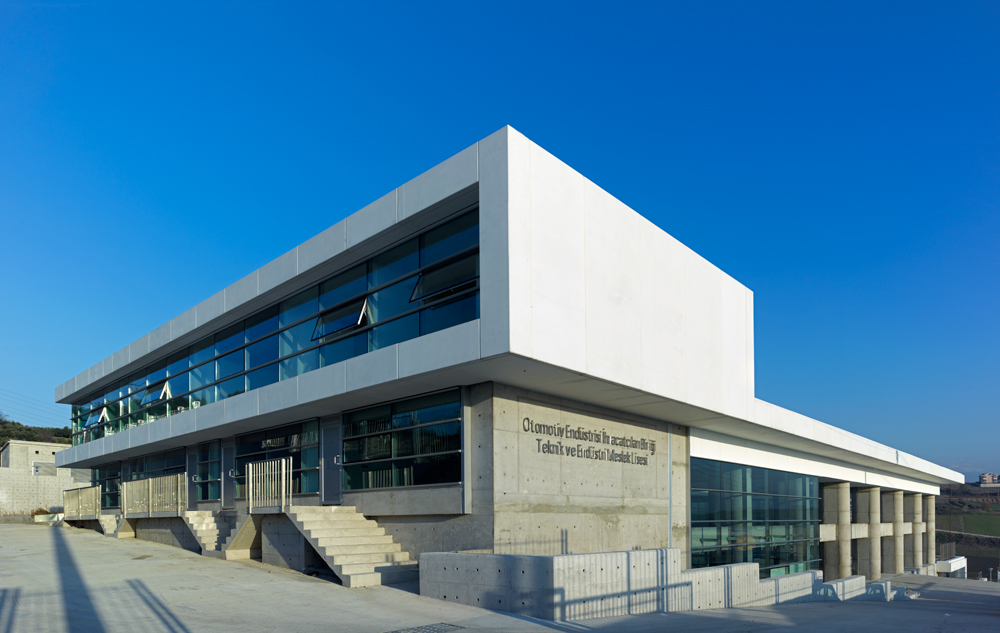 Otomotiv Endüstrisi İhracatçıları Birliği
Teknik ve Endüstri Meslek Lisesi